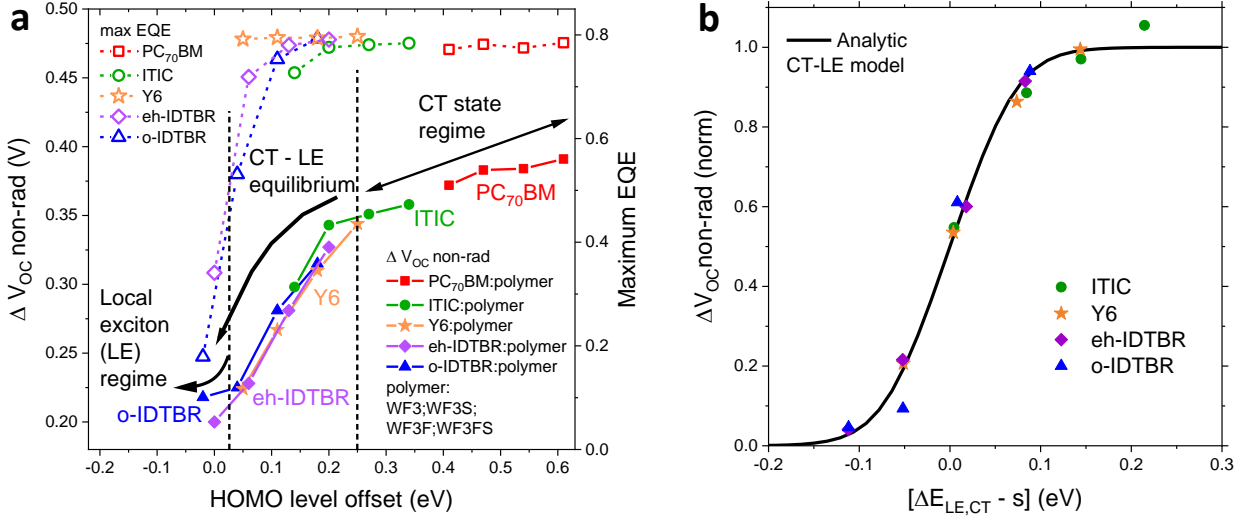 a
max EQE
PC70BM
ITIC
Y6
eh-IDTBR
o-IDTBR
0.50
0.45
0.40
0.35
0.30
0.25
0.20
Δ VOC non-rad (V)
CT state
regime
CT - LE
equilibrium
PC70BM
ITIC
Y6
Local
exciton
(LE)
regime
o-IDTBR
eh-IDTBR
Δ VOC non-rad
PC70BM:polymer
ITIC:polymer
Y6:polymer
eh-IDTBR:polymer
o-IDTBR:polymer
polymer:
WF3;WF3S;
WF3F;WF3FS
0.8
0.6
0.4
0.2
0.0
Maximum EQE
-0.2 -0.1 0.0 0.1 0.2 0.3 0.4 0.5 0.6
HOMO level offset (eV)
b
Analytic
CT-LE model
1.0
0.8
0.6
0.4
0.2
0.0
ΔVOCnon-rad (norm)
ITIC
Y6
eh-IDTBR
o-IDTBR
-0.2 -0.1 0.0 0.1 0.2 0.3
[ΔELE,CT - s] (eV)